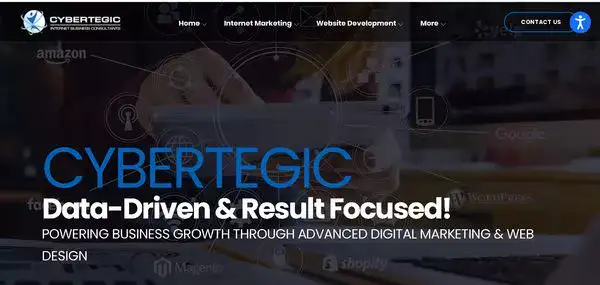 CYBERTEGIC
INTERNET BUSINESS CONSULTANTS
Home
Internet Marketing
Website Development
More
CONTACT US
amazon
yelp
Google
CYBERTEGIC
WordPress
Data-Driven & Result Focused!
POWERING BUSINESS GROWTH THROUGH ADVANCED DIGITAL MARKETING & WEB
DESIGN
Magento
shopify